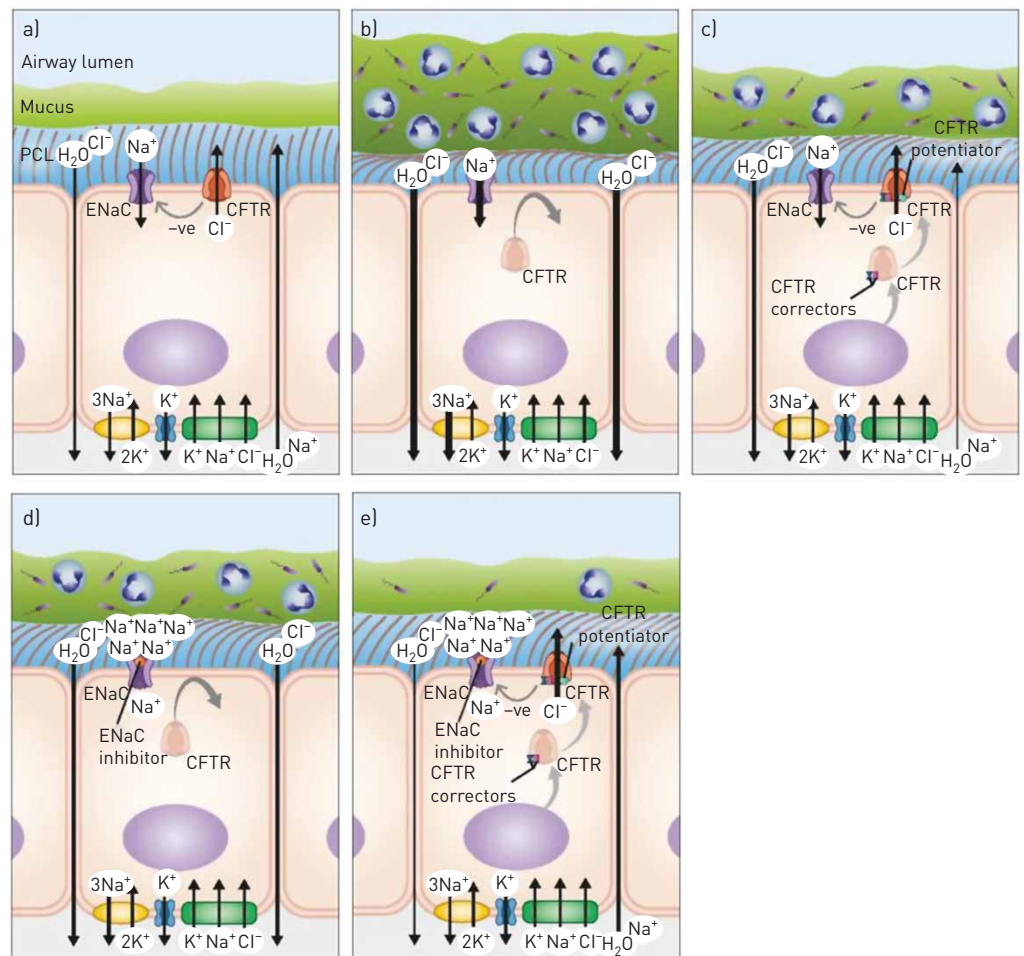 a)
Airway lumen
Mucus
PCL
H₂O
Cl⁻
Na⁺
ENaC
–ve
Cl⁻
CFTR
3Na⁺
2K⁺
K⁺
K⁺ Na⁺ Cl⁻
H₂O
Na⁺
b)
H₂O
Cl⁻
Na⁺
ENaC
CFTR
H₂O
Cl⁻
3Na⁺
2K⁺
K⁺
K⁺ Na⁺ Cl⁻
c)
H₂O
Cl⁻
Na⁺
ENaC
–ve
Cl⁻
CFTR
potentiator
CFTR
CFTR
CFTR
correctors
3Na⁺
2K⁺
K⁺
K⁺ Na⁺ Cl⁻
H₂O
Na⁺
d)
H₂O
Cl⁻
Na⁺ Na⁺ Na⁺
Na⁺ Na⁺
ENaC
Na⁺
ENaC
inhibitor
CFTR
H₂O
Cl⁻
3Na⁺
2K⁺
K⁺
K⁺ Na⁺ Cl⁻
e)
H₂O
Cl⁻
Na⁺ Na⁺ Na⁺
Na⁺ Na⁺
CFTR
potentiator
ENaC
Na⁺
–ve
Cl⁻
CFTR
ENaC
inhibitor
CFTR
CFTR
correctors
3Na⁺
2K⁺
K⁺
K⁺ Na⁺ Cl⁻
H₂O
Na⁺